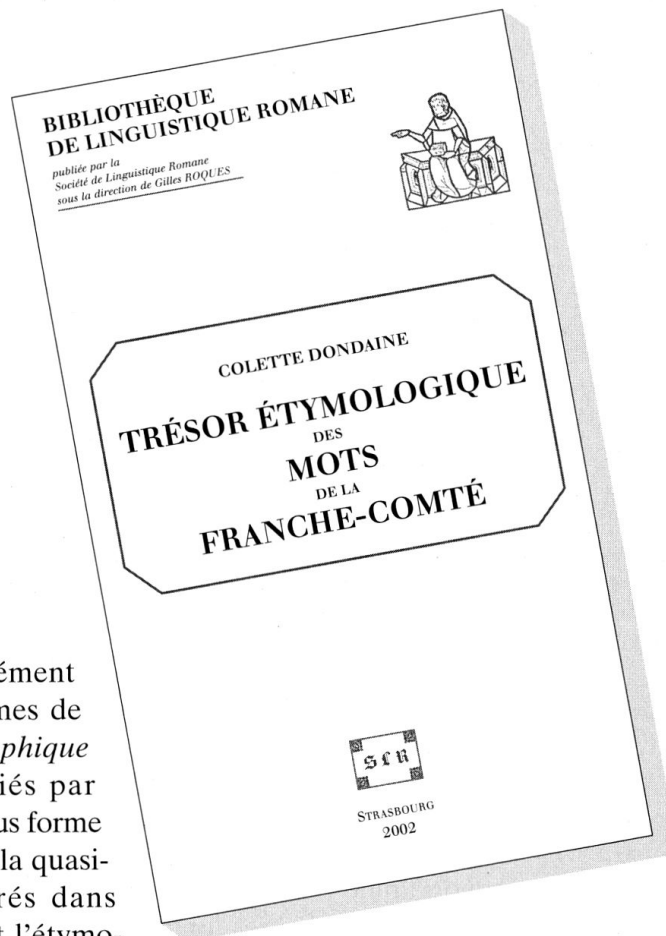 BIBLIOTHÈQUE
DE LINGUISTIQUE ROMANE
publiée par la
Société de Linguistique Romane
sous la direction de Gilles ROQUES
COLETTE DONDAINE
TRÉSOR ÉTYMOLOGIQUE
DES
MOTS
DE LA
FRANCHE-COMTÉ
SLR
STRASBOURG
2002
ément
nes de
phique
iés par
us forme
la quasi-
rés dans
t l'étymo-